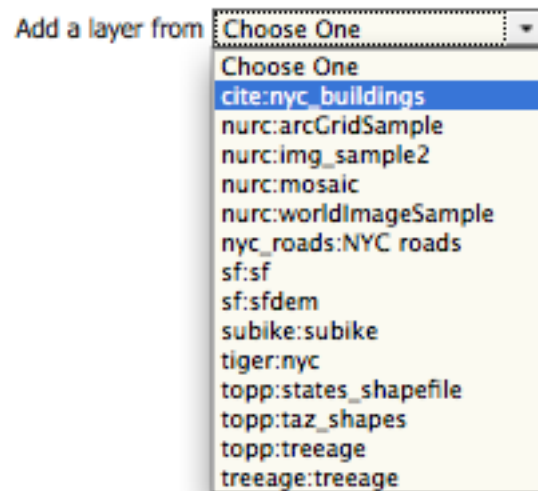 Add a layer from Choose One
Choose One
cite:nyc_buildings
nurc:arcGridSample
nurc:img_sample2
nurc:mosaic
nurc:worldImageSample
nyc_roads:NYC roads
sf:sf
sf:sfdem
subike:subike
tiger:nyc
topp:states_shapefile
topp:taz_shapes
topp:treeage
treeage:treeage